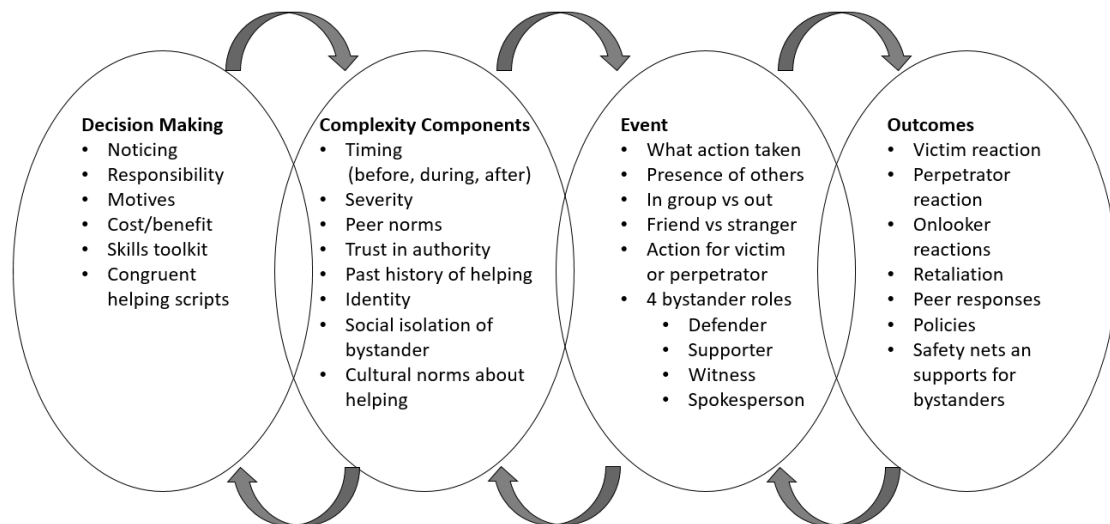 Decision Making
• Noticing
• Responsibility
• Motives
• Cost/benefit
• Skills toolkit
• Congruent
helping scripts
Complexity Components
• Timing
(before, during, after)
• Severity
• Peer norms
• Trust in authority
• Past history of helping
• Identity
• Social isolation of
bystander
• Cultural norms about
helping
Event
• What action taken
• Presence of others
• In group vs out
• Friend vs stranger
• Action for victim
or perpetrator
• 4 bystander roles
• Defender
• Supporter
• Witness
• Spokesperson
Outcomes
• Victim reaction
• Perpetrator
reaction
• Onlooker
reactions
• Retaliation
• Peer responses
• Policies
• Safety nets an
supports for
bystanders